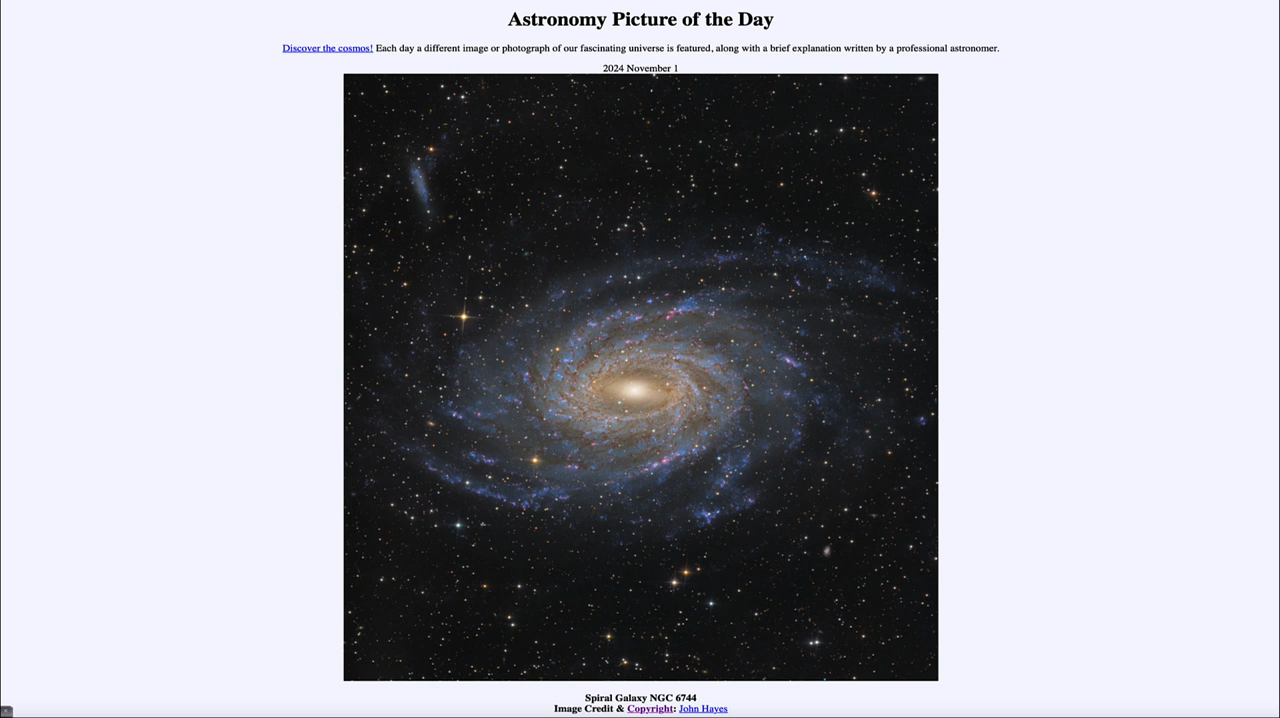 Astronomy Picture of the Day
Discover the cosmos! Each day a different image or photograph of our fascinating universe is featured, along with a brief explanation written by a professional astronomer.
2024 November 1
Spiral Galaxy NGC 6744
Image Credit & Copyright: John Hayes